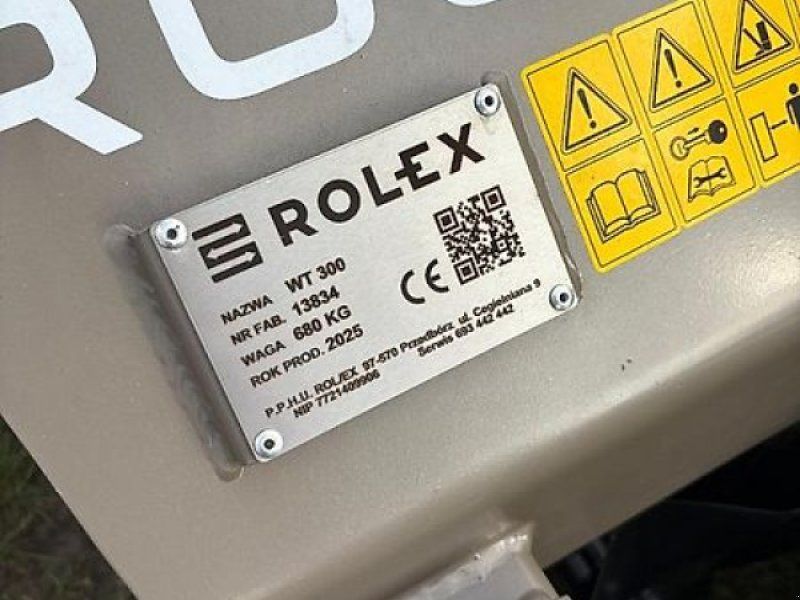 ROLEX
NAZWA WT 300
NR FAB. 13834
WAGA 680 KG
ROK PROD. 2025
P.P.H.U. ROL/EX 97-570 Przedbórz ul. Cegielniana 9
NIP 7721409906 Serwis 693 442 442
CE